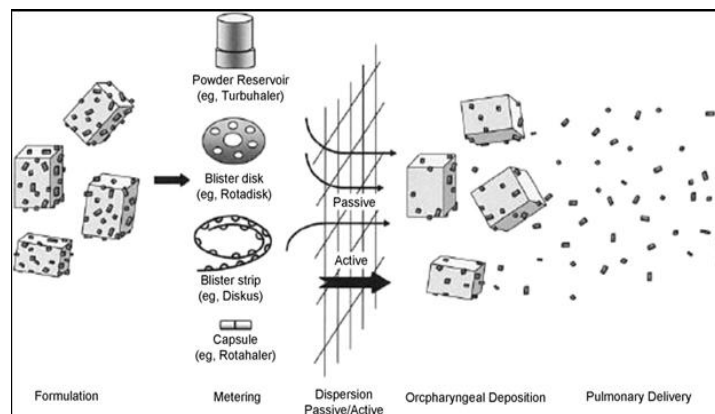 Powder Reservoir
(eg, Turbuhaler)
Blister disk
(eg, Rotadisk)
Passive
Active
Blister strip
(eg, Diskus)
Capsule
(eg, Rotahaler)
Formulation
Metering
Dispersion
Passive/Active
Orcpharyngeal Deposition
Pulmonary Delivery